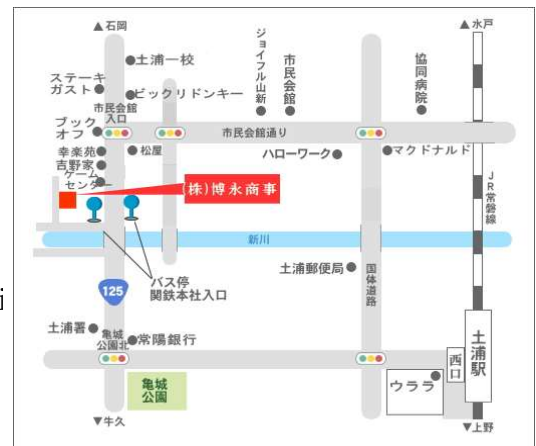 ▲石岡
▲水戸
土浦一校
ジョイフル山新
市民会館
協同病院
ステーキ
ガスト
ビックリドンキー
市民会館
入口
ブック
オフ
市民会館通り
幸楽苑
松屋
ハローワーク
マクドナルド
吉野家
ゲーム
センター
(株)博永商事
JR常磐線
新川
バス停
関鉄本社入口
土浦郵便局
国体道路
125
土浦署
亀城
公園北
常陽銀行
土浦駅
西口
亀城
公園
ウララ
▼牛久
▼上野